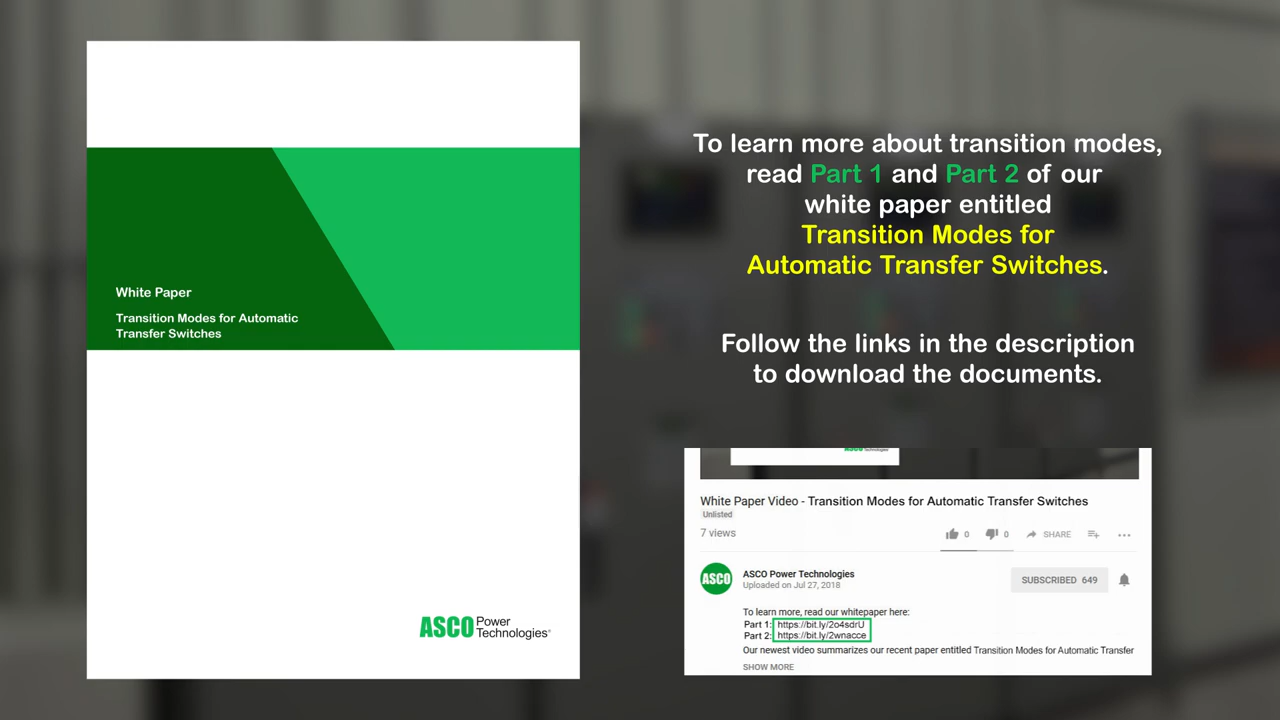 White Paper
Transition Modes for Automatic
Transfer Switches
ASCO Power
Technologies®
To learn more about transition modes,
read Part 1 and Part 2 of our
white paper entitled
Transition Modes for
Automatic Transfer Switches.
Follow the links in the description
to download the documents.
White Paper Video - Transition Modes for Automatic Transfer Switches
Unlisted
7 views
0 0 SHARE
ASCO
ASCO Power Technologies
Uploaded on Jul 27, 2018
SUBSCRIBED 649
To learn more, read our whitepaper here:
Part 1: https://bit.ly/2o4sdrU
Part 2: https://bit.ly/2wnacce
Our newest video summarizes our recent paper entitled Transition Modes for Automatic Transfer
SHOW MORE